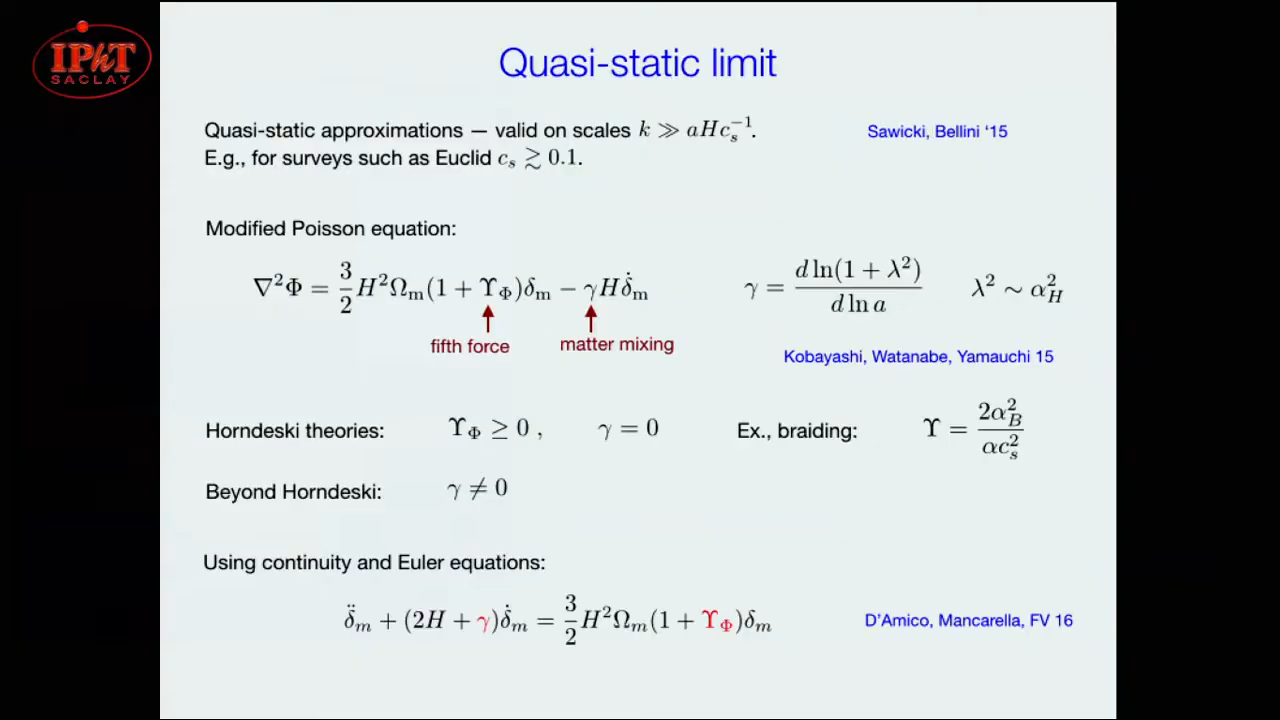 IPhT
SACLAY
Quasi-static limit
Quasi-static approximations — valid on scales k ≫ aHc_s^{-1}.
Sawicki, Bellini ‘15
E.g., for surveys such as Euclid c_s ≳ 0.1.
Modified Poisson equation:
∇²Φ = 3/2 H²Ω_m(1 + ϒ_Φ)δ_m − γHδ̇_m
γ = d ln(1 + λ²) / d ln a
λ² ∼ α_H²
fifth force
matter mixing
Kobayashi, Watanabe, Yamauchi 15
Horndeski theories: ϒ_Φ ≥ 0 , γ = 0
Ex., braiding: ϒ = 2α_B² / αc_s²
Beyond Horndeski: γ ≠ 0
Using continuity and Euler equations:
δ̈_m + (2H + γ)δ̇_m = 3/2 H²Ω_m(1 + ϒ_Φ)δ_m
D’Amico, Mancarella, FV 16